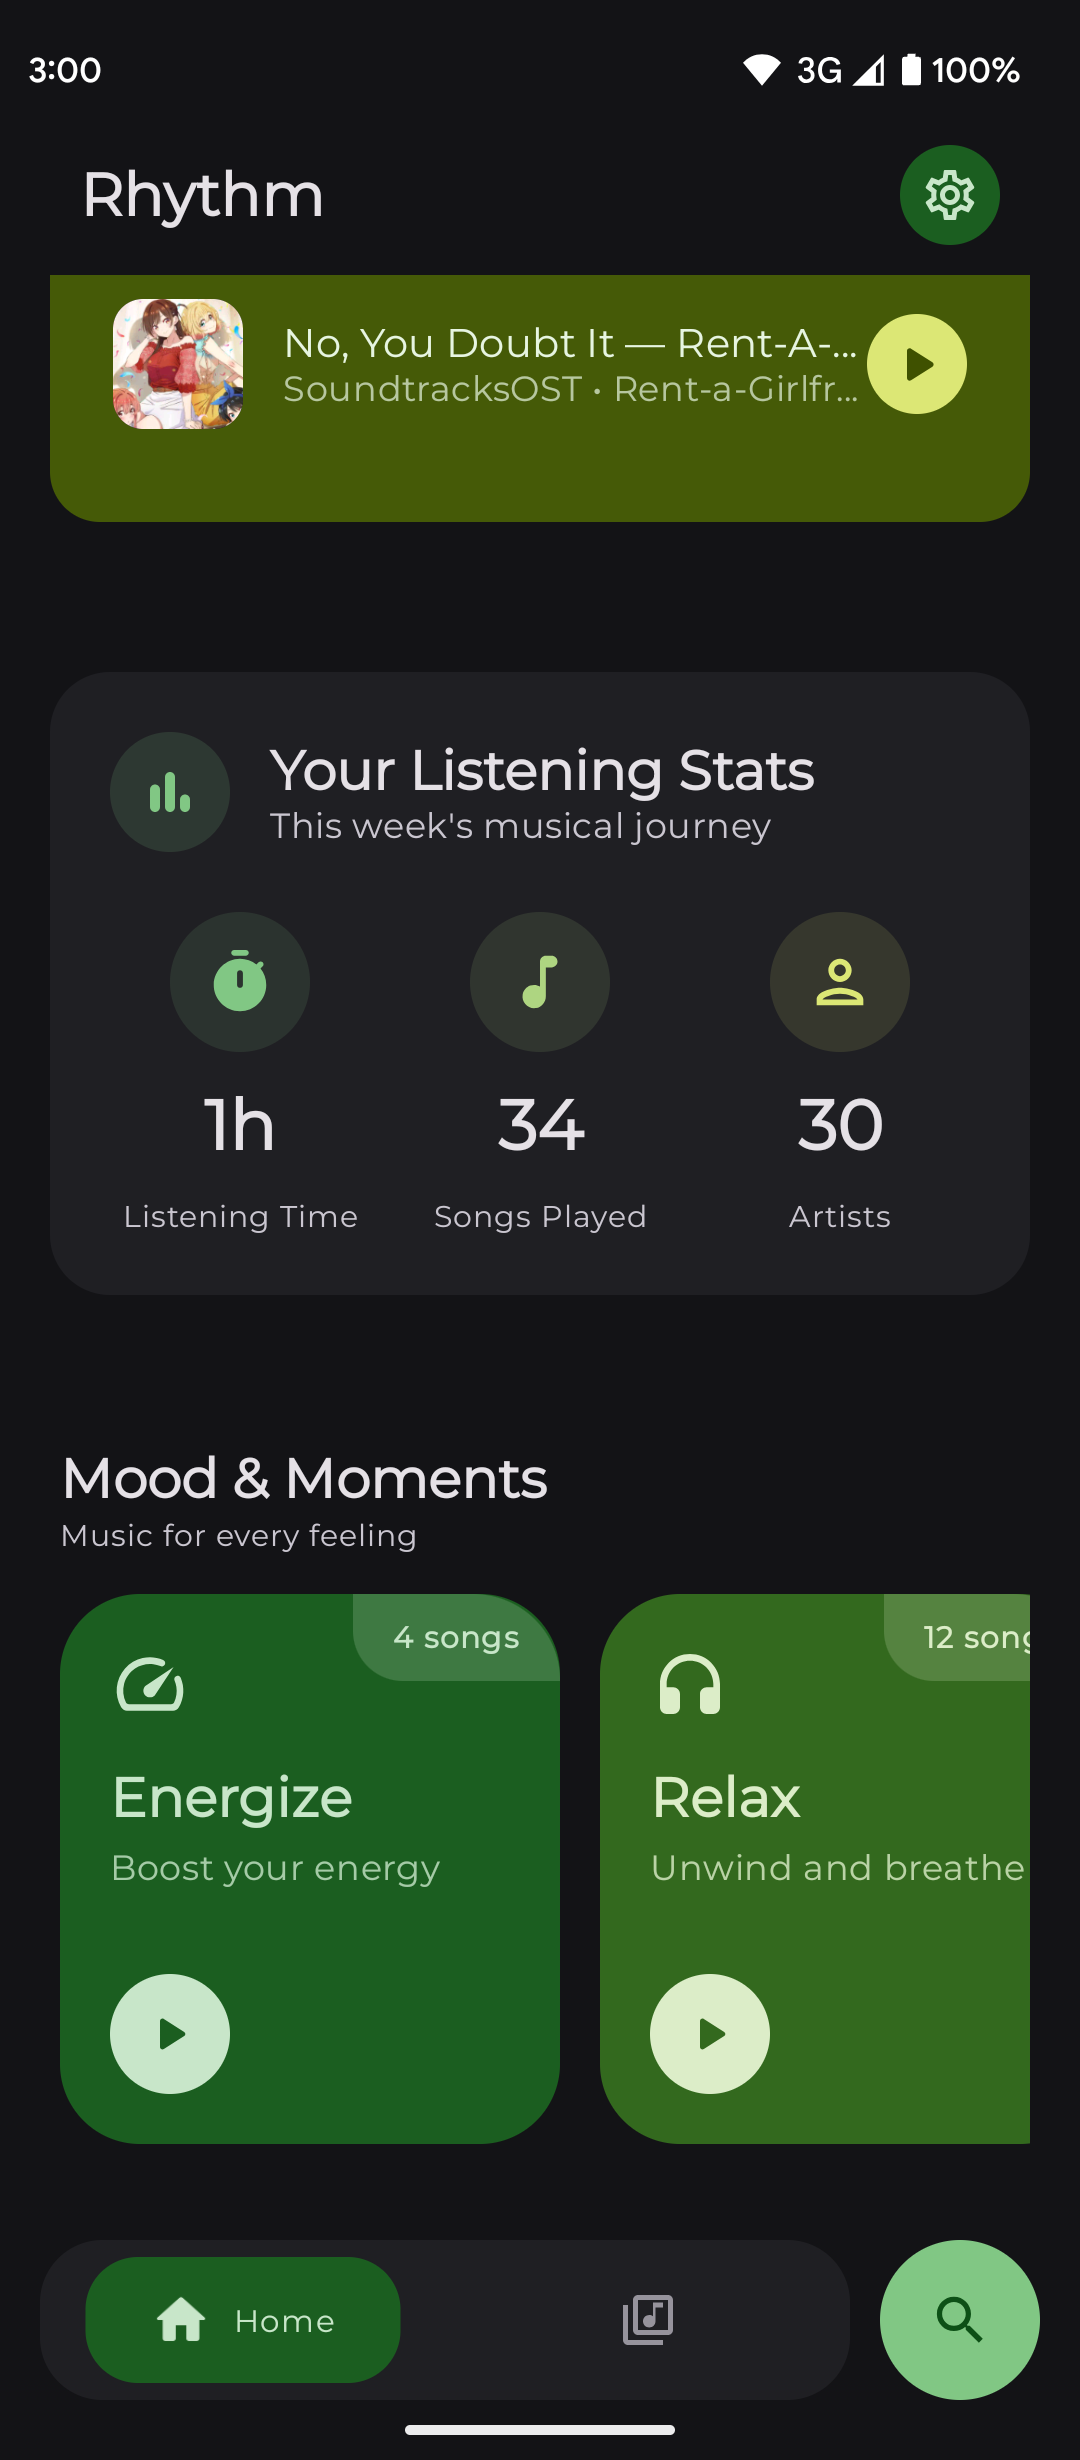 3:00 3G 100%
Rhythm
No, You Doubt It — Rent-A-...
SoundtracksOST • Rent-a-Girlfr...
Your Listening Stats
This week's musical journey
1h 34 30
Listening Time Songs Played Artists
Mood & Moments
Music for every feeling
4 songs 12 song
Energize Relax
Boost your energy Unwind and breathe
Home